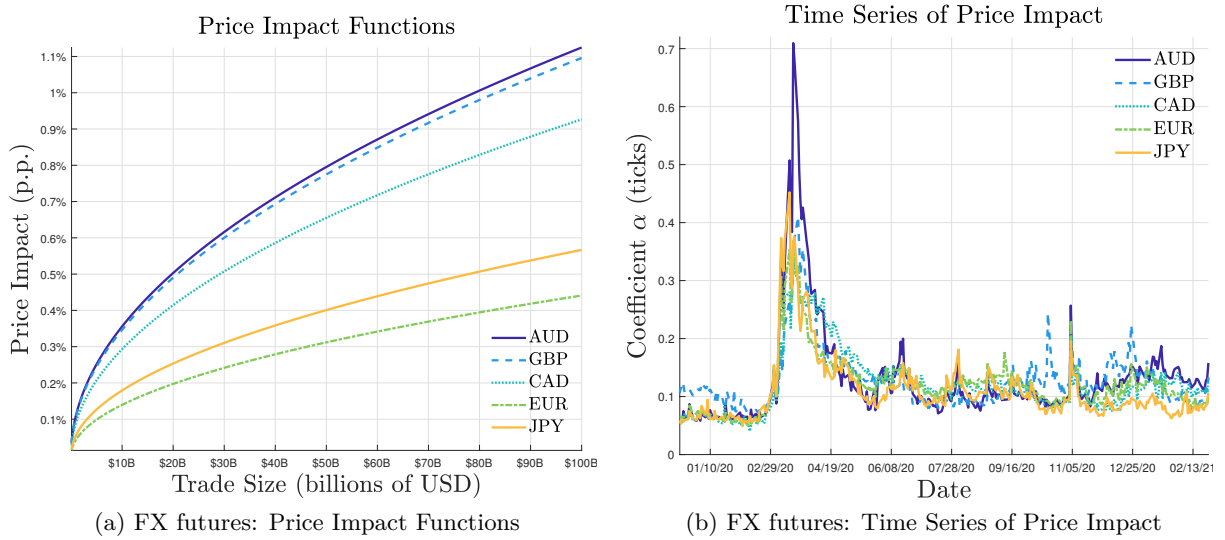 Price Impact Functions
Price Impact (p.p.)
1.1%
1%
0.9%
0.8%
0.7%
0.6%
0.5%
0.4%
0.3%
0.2%
0.1%
AUD
GBP
CAD
EUR
JPY
$10B $20B $30B $40B $50B $60B $70B $80B $90B $100B
Trade Size (billions of USD)
(a) FX futures: Price Impact Functions
Time Series of Price Impact
Coefficient α (ticks)
0.7
0.6
0.5
0.4
0.3
0.2
0.1
0
AUD
GBP
CAD
EUR
JPY
01/10/20 02/29/20 04/19/20 06/08/20 07/28/20 09/16/20 11/05/20 12/25/20 02/13/21
Date
(b) FX futures: Time Series of Price Impact